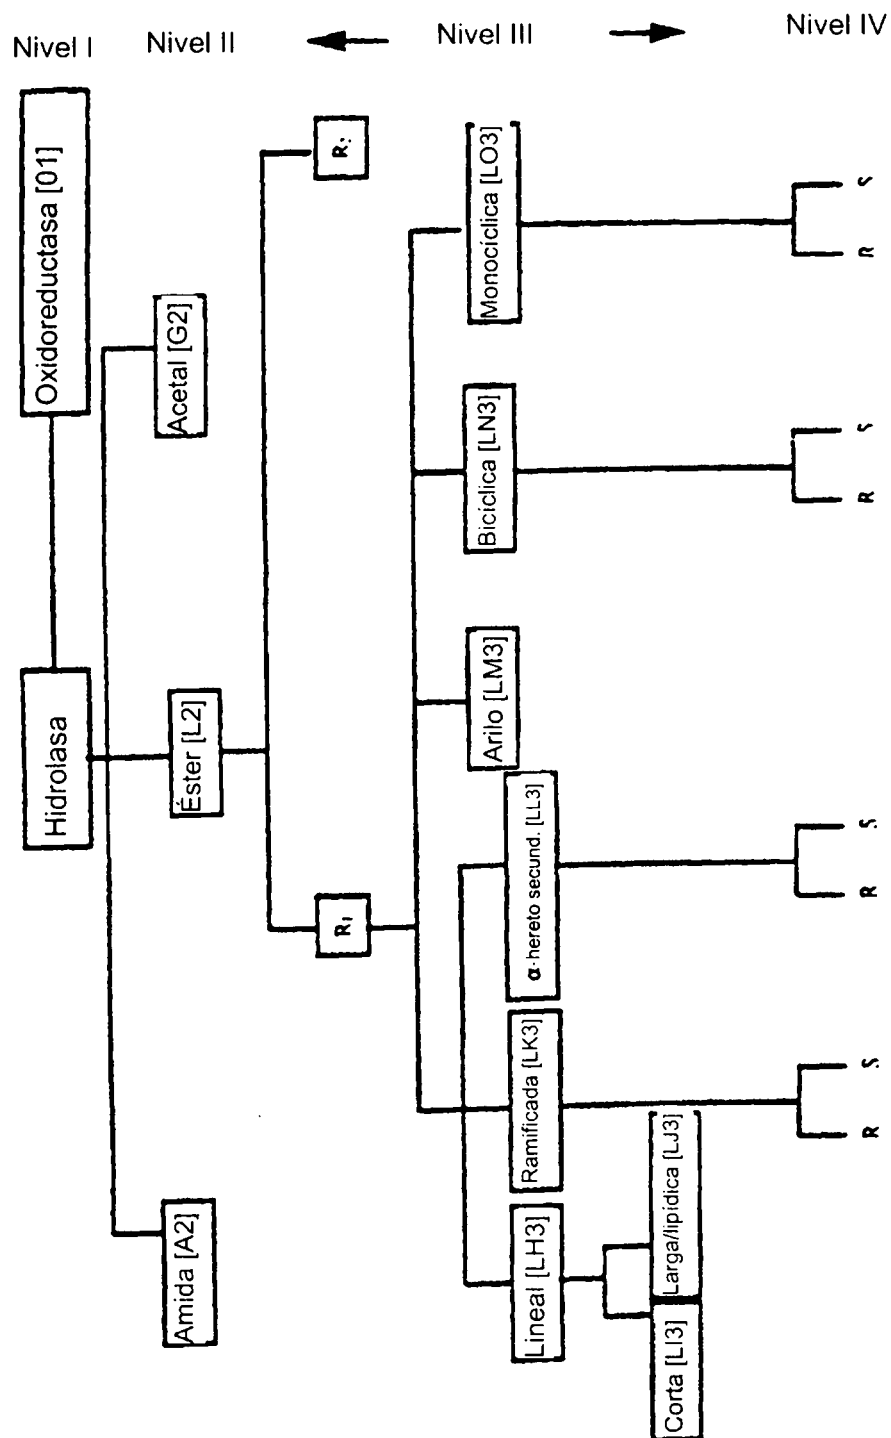 Nivel I
Nivel II
Nivel III
Nivel IV
Oxidoreductasa [01]
Hidrolasa
Acetal [G2]
Éster [L2]
Amida [A2]
R₂
R₁
Monocíclica [LO3]
Bicíclica [LN3]
Arilo [LM3]
α-hereto secund. [LL3]
Ramificada [LK3]
Lineal [LH3]
Larga/lipídica [LJ3]
Corta [LI3]
S
R
S
R
S
R
S
R